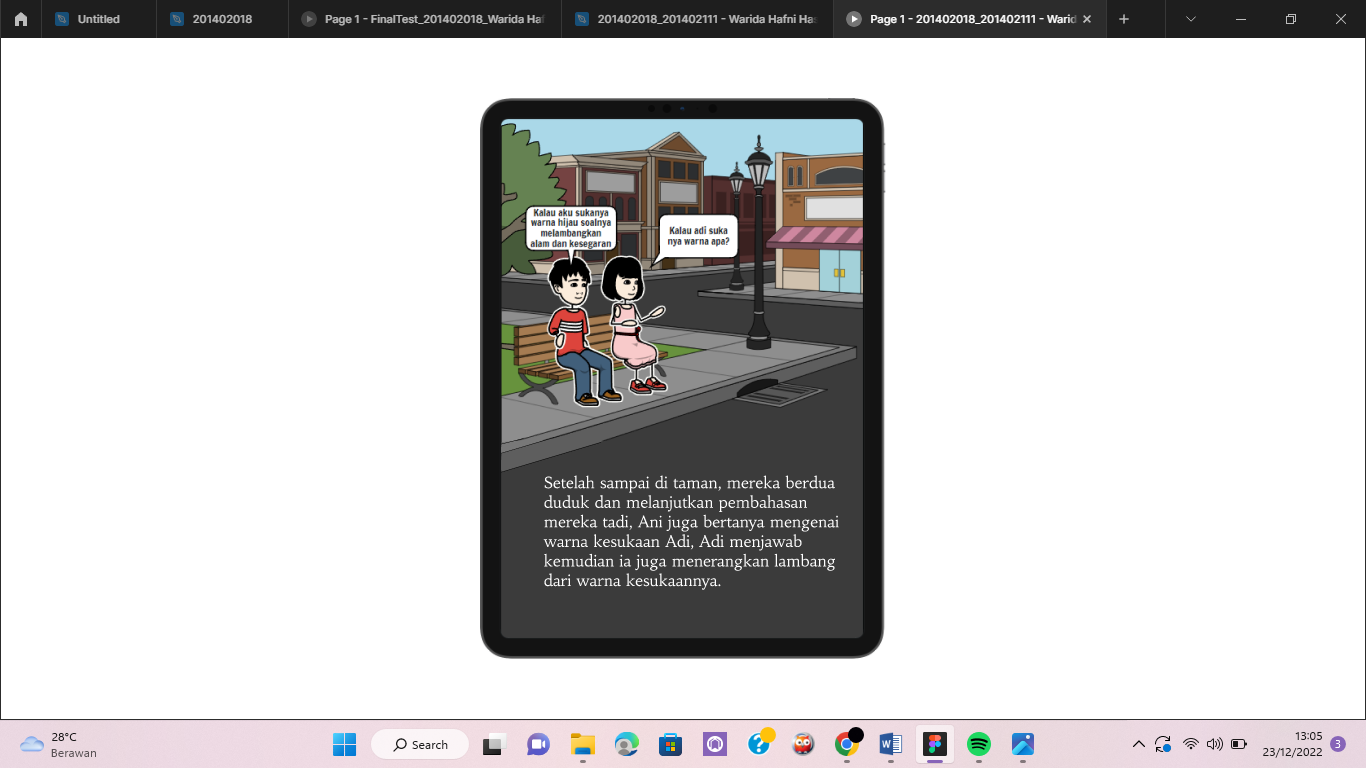 Untitled
201402018
Page 1 - FinalTest_201402018_Warida Haf
201402018_201402111 - Warida Hafni Ha
Page 1 - 201402018_201402111 - Warid
Kalau aku sukanya
warna hijau soalnya
melambangkan
alam dan kesegaran
Kalau adi suka
nya warna apa?
Setelah sampai di taman, mereka berdua
duduk dan melanjutkan pembahasan
mereka tadi, Ani juga bertanya mengenai
warna kesukaan Adi, Adi menjawab
kemudian ia juga menerangkan lambang
dari warna kesukaannya.
28°C
Berawan
Search
13:05
23/12/2022
3